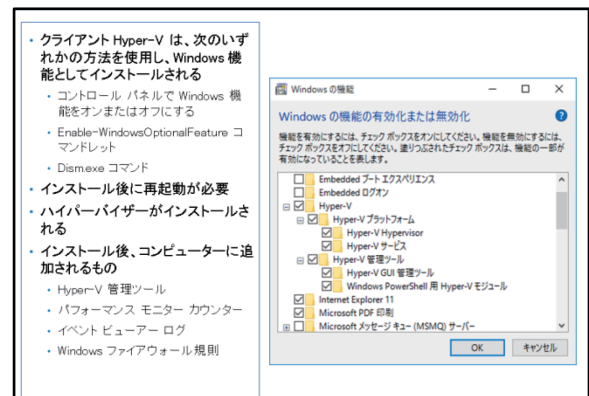 ・クライアント Hyper-V は、次のいず
れかの方法を使用し、Windows 機
能としてインストールされる
・コントロール パネルで Windows 機
能をオンまたはオフにする
・Enable-WindowsOptionalFeature コ
マンドレット
・Dism.exe コマンド
・インストール後に再起動が必要
・ハイパーバイザーがインストールさ
れる
・インストール後、コンピューターに追
加されるもの
・Hyper-V 管理ツール
・パフォーマンス モニター カウンター
・イベント ビューアー ログ
・Windows ファイアウォール規則
Windows の機能
Windows の機能の有効化または無効化
機能を有効にするには、チェック ボックスをオンにしてください。機能を無効にするには、
チェック ボックスをオフにしてください。塗りつぶされたチェック ボックスは、機能の一部が
有効になっていることを表します。
Embedded ブート エクスペリエンス
Embedded ログオン
Hyper-V
Hyper-V プラットフォーム
Hyper-V Hypervisor
Hyper-V サービス
Hyper-V 管理ツール
Hyper-V GUI 管理ツール
Windows PowerShell 用 Hyper-V モジュール
Internet Explorer 11
Microsoft PDF 印刷
Microsoft メッセージ キュー (MSMQ) サーバー
OK キャンセル